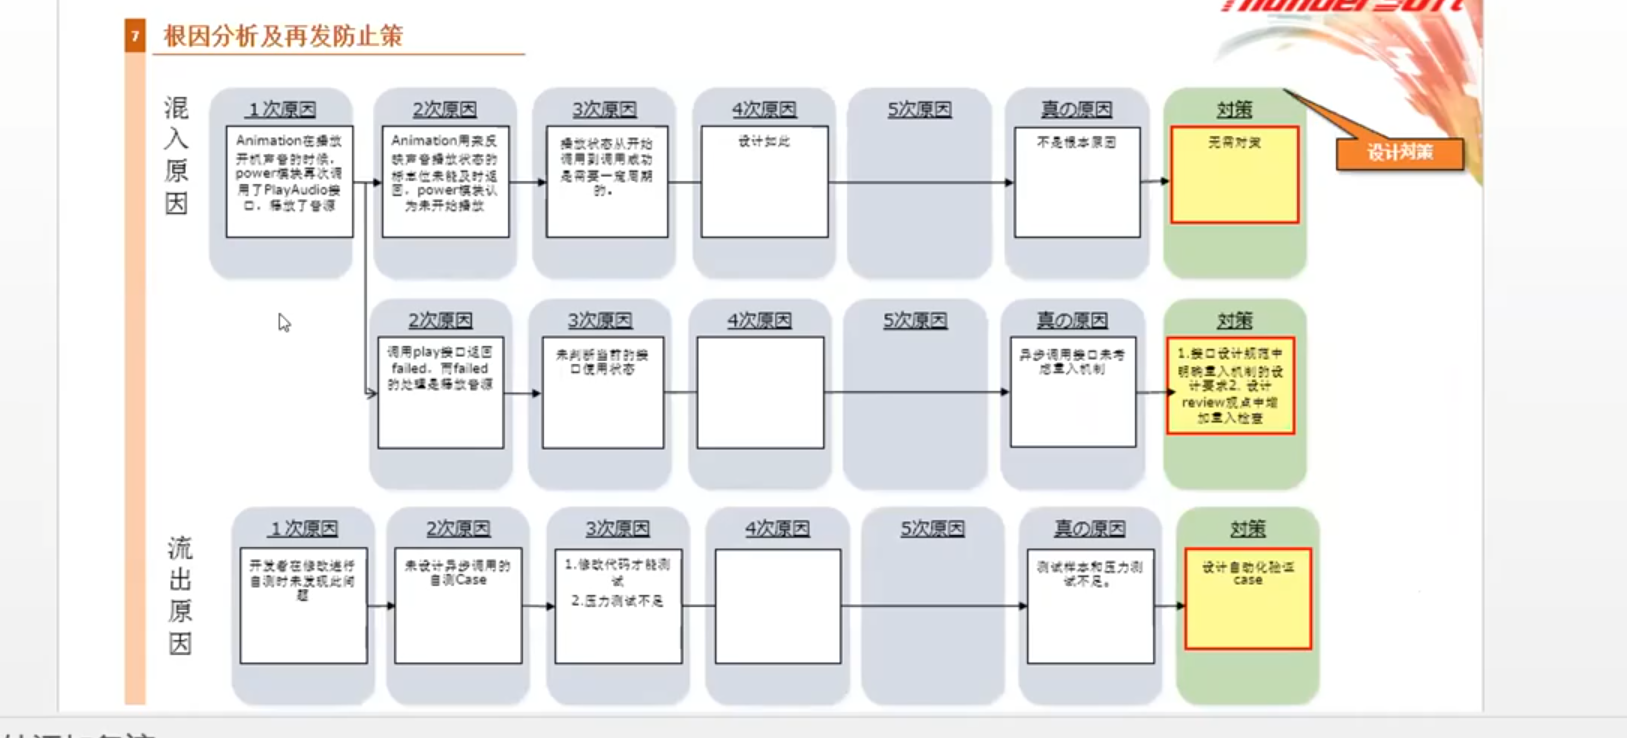 ThunderSoft
7 根因分析及再发防止策
混入原因
1次原因 2次原因 3次原因 4次原因 5次原因 真の原因 对策
Animation在播放
开机声音的时候，
power模块再次调
用了PlayAudio接
口，释放了音源
Animation用来反
映声音播放状态的
标志位未能及时返
回，power模块认
为未开始播放
播放状态从开始
调用到调用成功
是需要一定周期
的。
设计如此
不是根本原因
无需对策
设计对策
2次原因 3次原因 4次原因 5次原因 真の原因 对策
调用play接口返回
failed，而failed
的处理是释放音源
未判断当前的接
口使用状态
异步调用接口未考
虑重入机制
1.接口设计规范中
明确重入机制的设
计要求2. 设计
review观点中增
加重入检查
流出原因
1次原因 2次原因 3次原因 4次原因 5次原因 真の原因 对策
开发者在修改进行
自测时未发现此问
题
未设计异步调用的
自测Case
1.修改代码才能测
试
2.压力测试不足
测试样本和压力测
试不足。
设计自动化验证
case